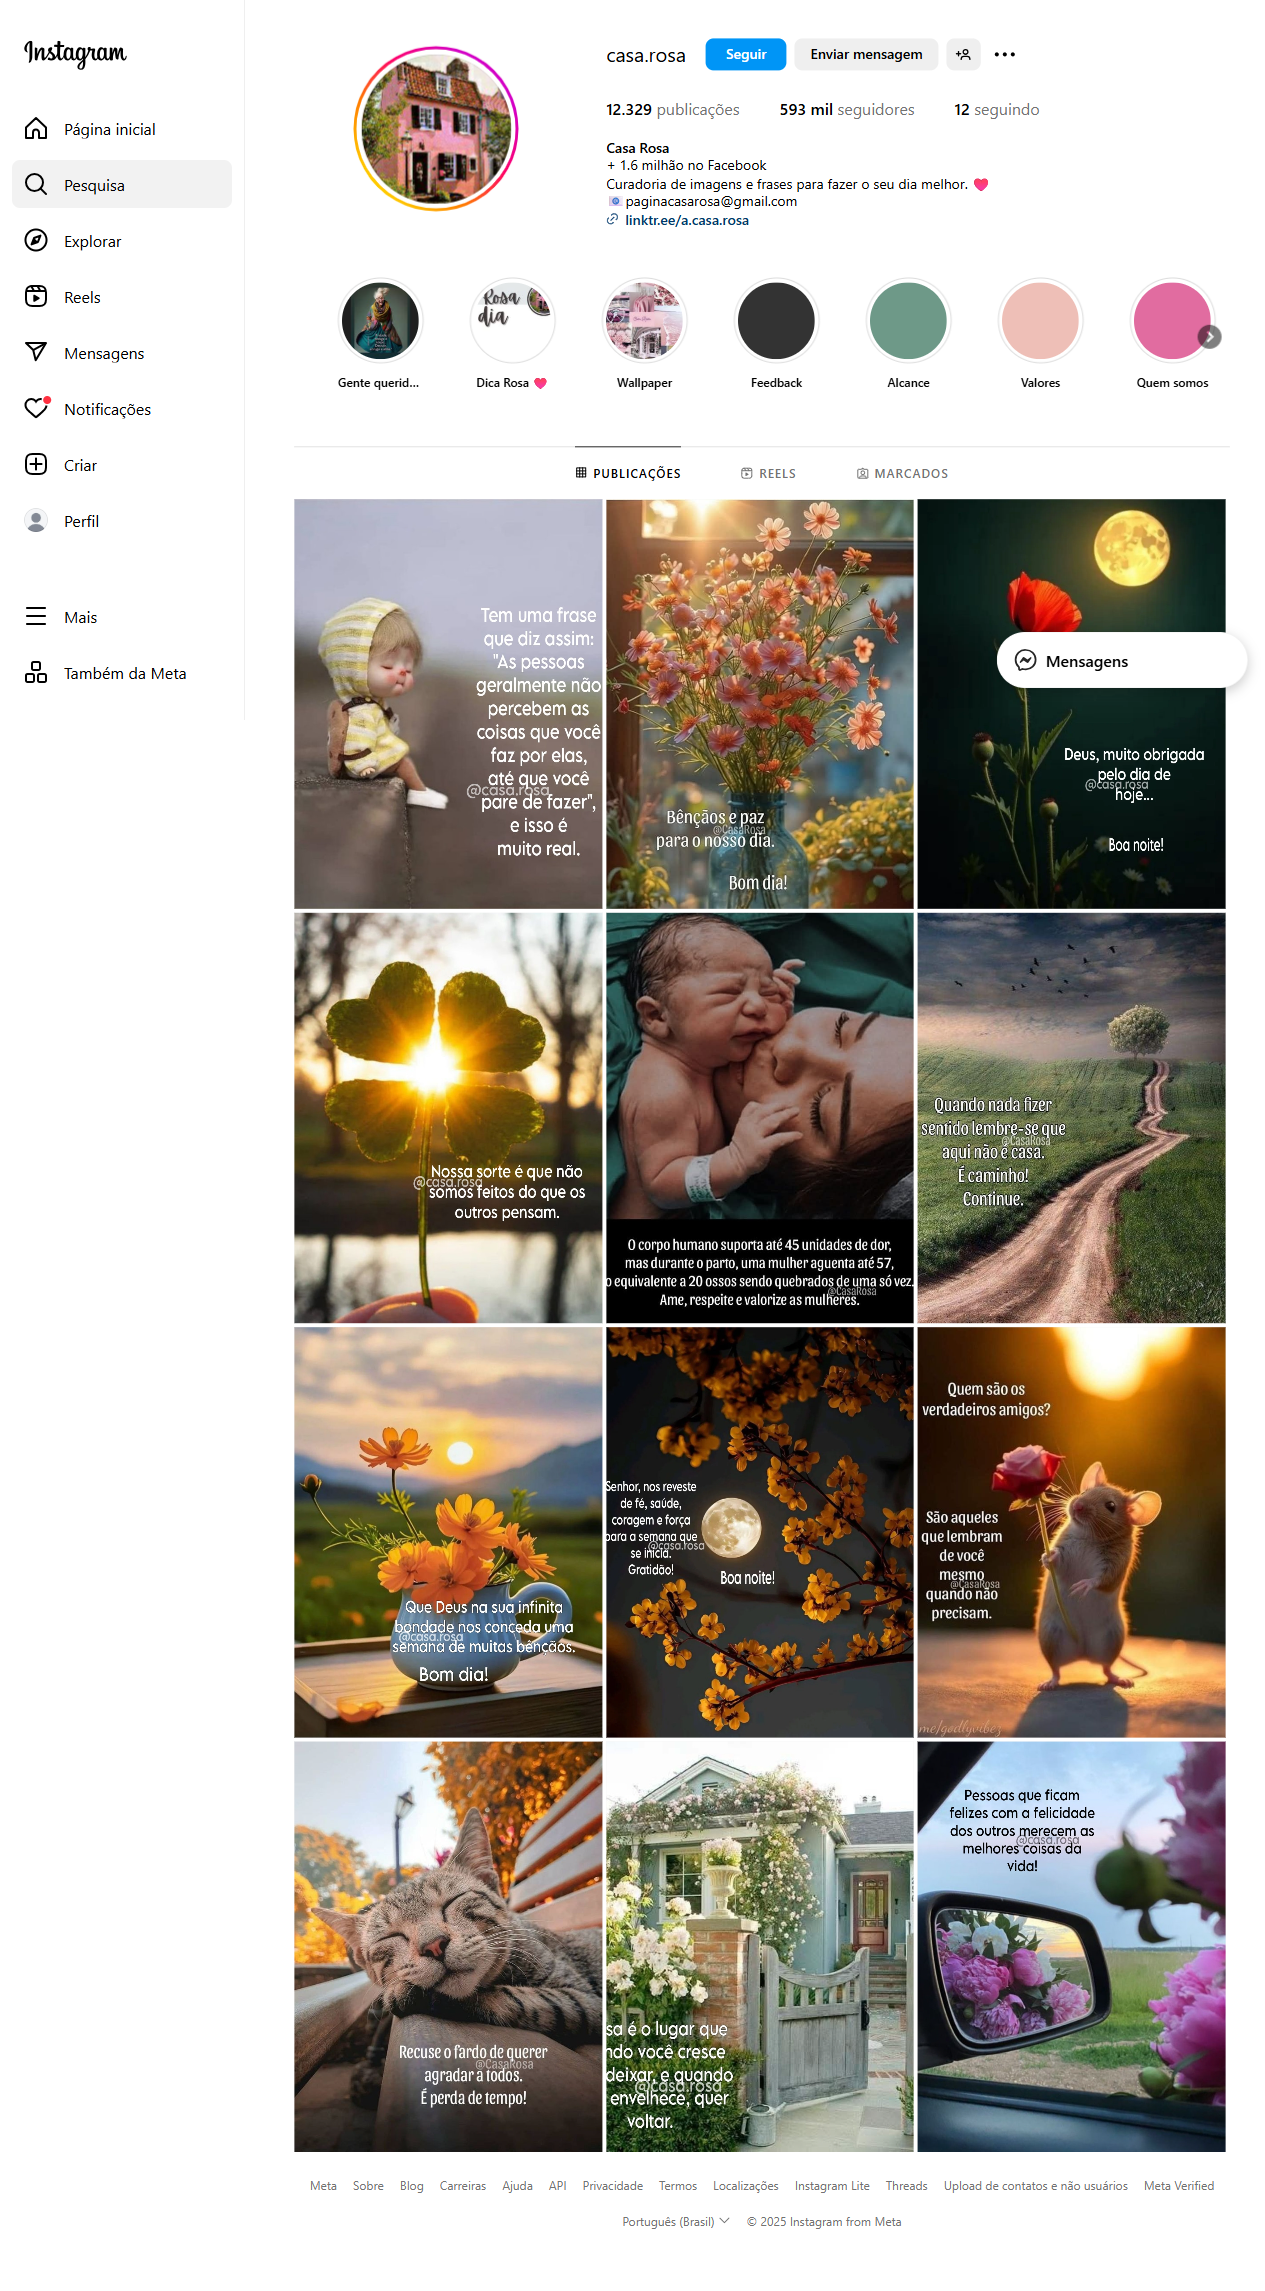 Instagram
Página inicial
Pesquisa
Explorar
Reels
Mensagens
Notificações
Criar
Perfil
Mais
Também da Meta
casa.rosa
Seguir
Enviar mensagem
12.329 publicações
593 mil seguidores
12 seguindo
Casa Rosa
+ 1.6 milhão no Facebook
Curadoria de imagens e frases para fazer o seu dia melhor.
paginacasarosa@gmail.com
linktr.ee/a.casa.rosa
Rosa
dia
Gente querid...
Dica Rosa
Wallpaper
Feedback
Alcance
Valores
Quem somos
PUBLICAÇÕES
REELS
MARCADOS
Tem uma frase
que diz assim:
"As pessoas
geralmente não
percebem as
coisas que você
faz por elas,
até que você
@casa.rosa
pare de fazer",
e isso é
muito real.
Bênçãos e paz
@CasaRosa
para o nosso dia.
Bom dia!
Mensagens
Deus, muito obrigada
pelo dia de
@casa.rosa
hoje...
Boa noite!
Nossa sorte é que não
@casa.rosa
somos feitos do que os
outros pensam.
O corpo humano suporta até 45 unidades de dor,
mas durante o parto, uma mulher aguenta até 57,
o equivalente a 20 ossos sendo quebrados de uma só vez.
@CasaRosa
Ame, respeite e valorize as mulheres.
Quando nada fizer
sentido lembre-se que
@CasaRosa
aqui não é casa.
É caminho!
Continue.
Que Deus na sua infinita
bondade nos conceda uma
@casa.rosa
semana de muitas bênçãos.
Bom dia!
Senhor, nos reveste
de fé, saúde,
coragem e força
para a semana que
@casa.rosa
se inicia.
Gratidão!
Boa noite!
Quem são os
verdadeiros amigos?
São aqueles
que lembram
de você
mesmo
@CasaRosa
quando não
precisam.
me/godlyvibez
Recuse o fardo de querer
@CasaRosa
agradar a todos.
É perda de tempo!
sa é o lugar que
ndo você cresce
deixar, e quando
@casa.rosa
envelhece, quer
voltar.
Pessoas que ficam
felizes com a felicidade
dos outros merecem as
@casa.rosa
melhores coisas da
vida!
Meta
Sobre
Blog
Carreiras
Ajuda
API
Privacidade
Termos
Localizações
Instagram Lite
Threads
Upload de contatos e não usuários
Meta Verified
Português (Brasil)
© 2025 Instagram from Meta